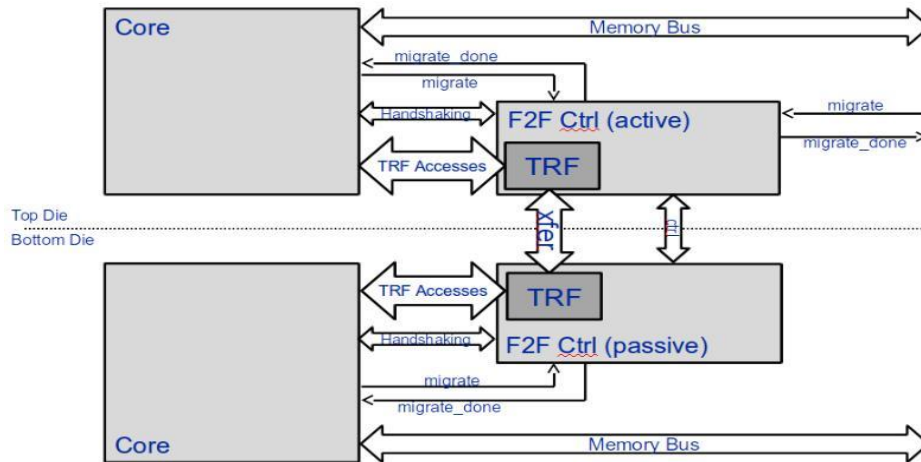 Core
Memory Bus
migrate_done
migrate
Handshaking
F2F Ctrl (active)
migrate
migrate_done
TRF Accesses
TRF
Top Die
xfer
ctrl
Bottom Die
TRF Accesses
TRF
Handshaking
F2F Ctrl (passive)
migrate
migrate_done
Core
Memory Bus